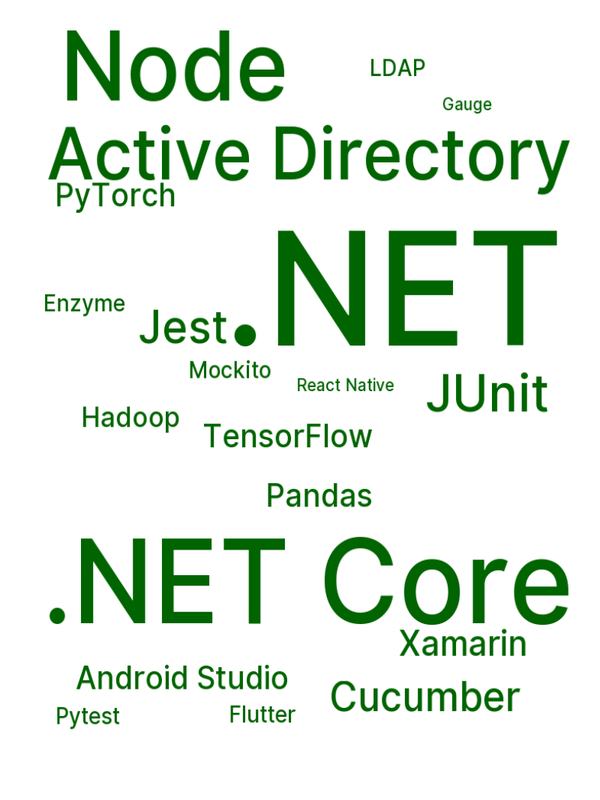 Node
LDAP
Gauge
Active Directory
PyTorch
.NET
Enzyme
Jest
Mockito
React Native
JUnit
Hadoop
TensorFlow
Pandas
.NET Core
Xamarin
Android Studio
Cucumber
Pytest
Flutter